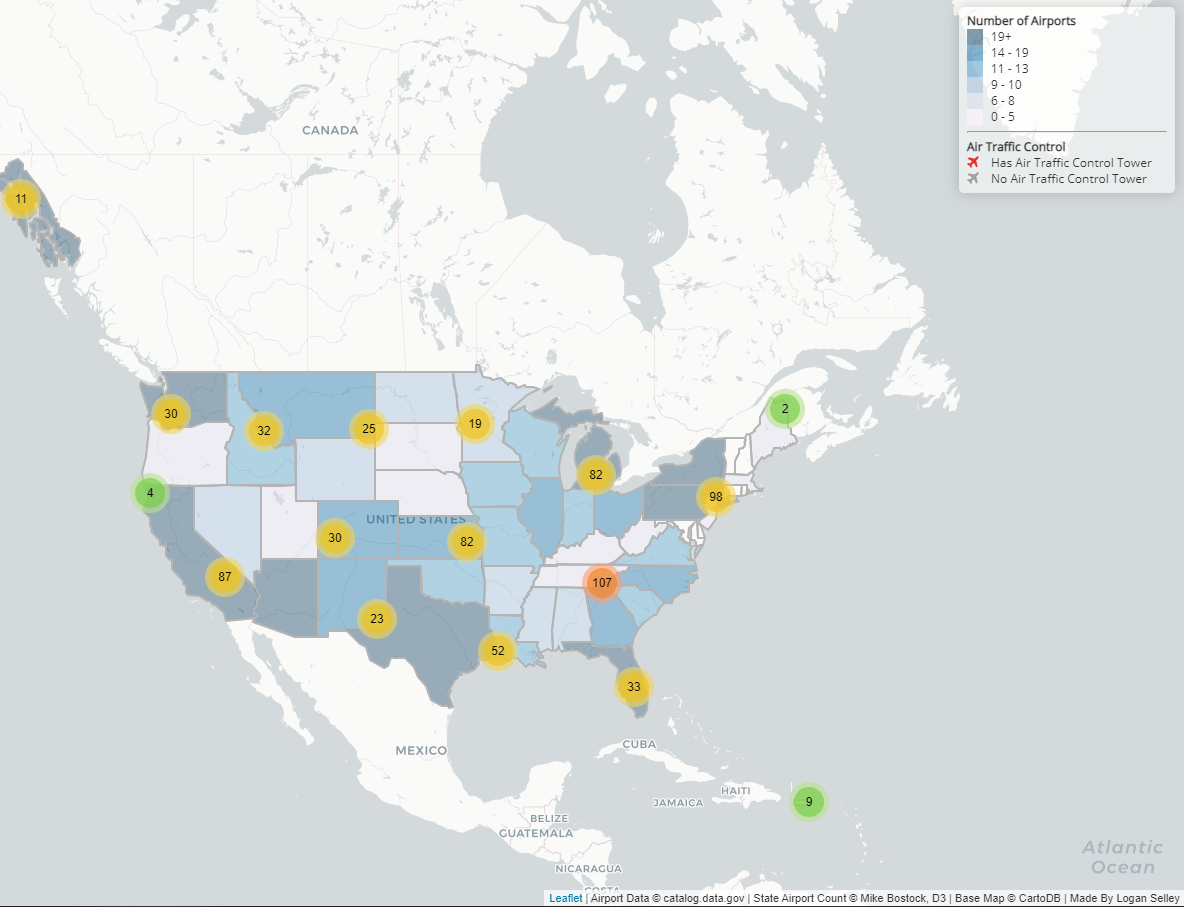 Number of Airports
19+
14 - 19
11 - 13
9 - 10
6 - 8
0 - 5
Air Traffic Control
Has Air Traffic Control Tower
No Air Traffic Control Tower
CANADA
11
2
30
32
25
19
82
4
98
UNITED STATES
30
82
87
107
23
52
33
CUBA
MEXICO
HAITI
JAMAICA
9
BELIZE
GUATEMALA
Atlantic
Ocean
NICARAGUA
COSTA
Leaflet | Airport Data © catalog.data.gov | State Airport Count © Mike Bostock, D3 | Base Map © CartoDB | Made By Logan Selley